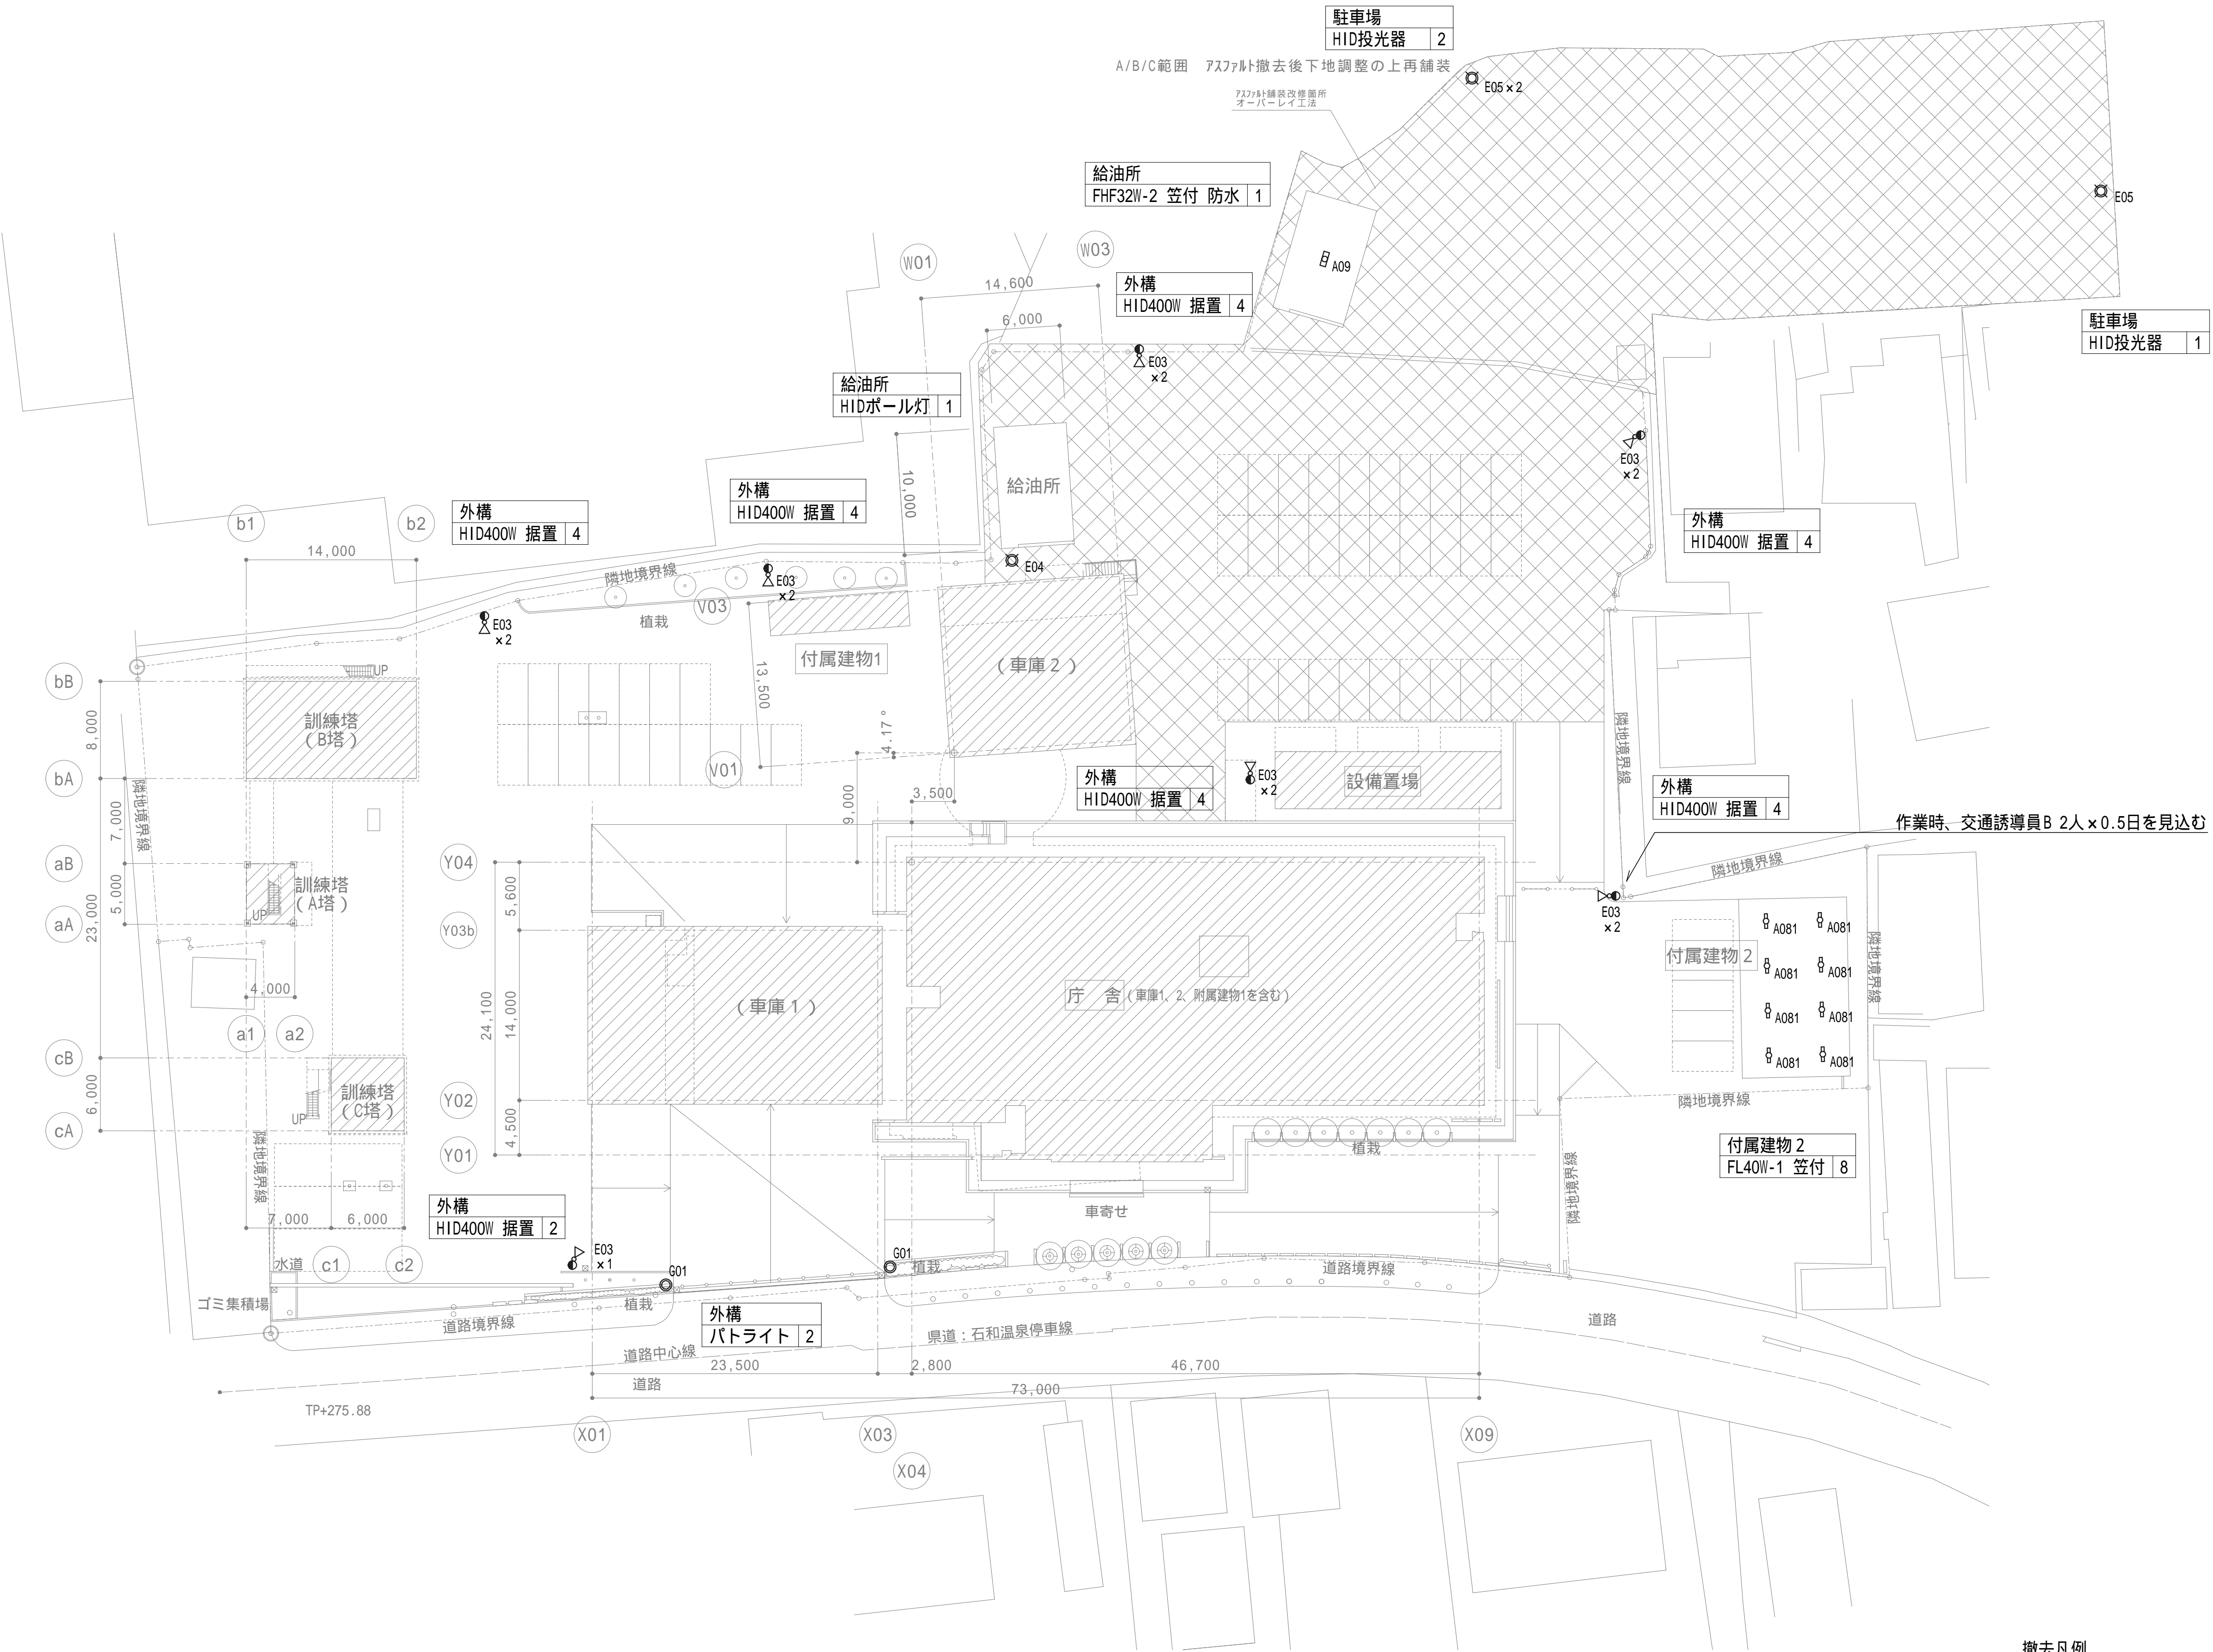 駐車場
HID投光器 2
A/B/C範囲 アスファルト撤去後下地調整の上再舗装
E05×2
アスファルト舗装改修箇所
オーバーレイ工法
給油所
FHF32W-2 笠付 防水 1
E05
W01
W03
A09
14,600
外構
HID400W 据置 4
6,000
駐車場
HID投光器 1
E03
×2
給油所
HIDポール灯 1
E03
×2
10,000
給油所
外構
HID400W 据置 4
外構
HID400W 据置 4
外構
HID400W 据置 4
b1
b2
14,000
隣地境界線
E03
×2
E04
V03
植栽
E03
×2
付属建物1
(車庫2)
13,500
UP
bB
訓練塔
(B塔)
8,000
隣地境界線
4.17°
V01
bA
外構
HID400W 据置 4
E03
×2
設備置場
外構
HID400W 据置 4
3,500
9,000
隣地境界線
7,000
作業時、交通誘導員B 2人×0.5日を見込む
aB
Y04
隣地境界線
訓練塔
(A塔)
UP
5,000
5,600
E03
×2
aA
23,000
Y03b
A081
A081
付属建物2
隣地境界線
A081
A081
4,000
(車庫1)
庁 舎(車庫1、2、附属建物1を含む)
24,100
14,000
A081
A081
a1
a2
cB
A081
A081
訓練塔
(C塔)
UP
6,000
Y02
隣地境界線
cA
4,500
Y01
植栽
隣地境界線
付属建物2
FL40W-1 笠付 8
隣地境界線
外構
HID400W 据置 2
7,000
6,000
車寄せ
E03
×1
G01
G01
水道
c1
c2
植栽
道路境界線
ゴミ集積場
植栽
道路境界線
外構
パトライト 2
道路
県道:石和温泉停車線
道路中心線
23,500
2,800
46,700
道路
73,000
TP+275.88
X01
X03
X09
X04
撤去凡例